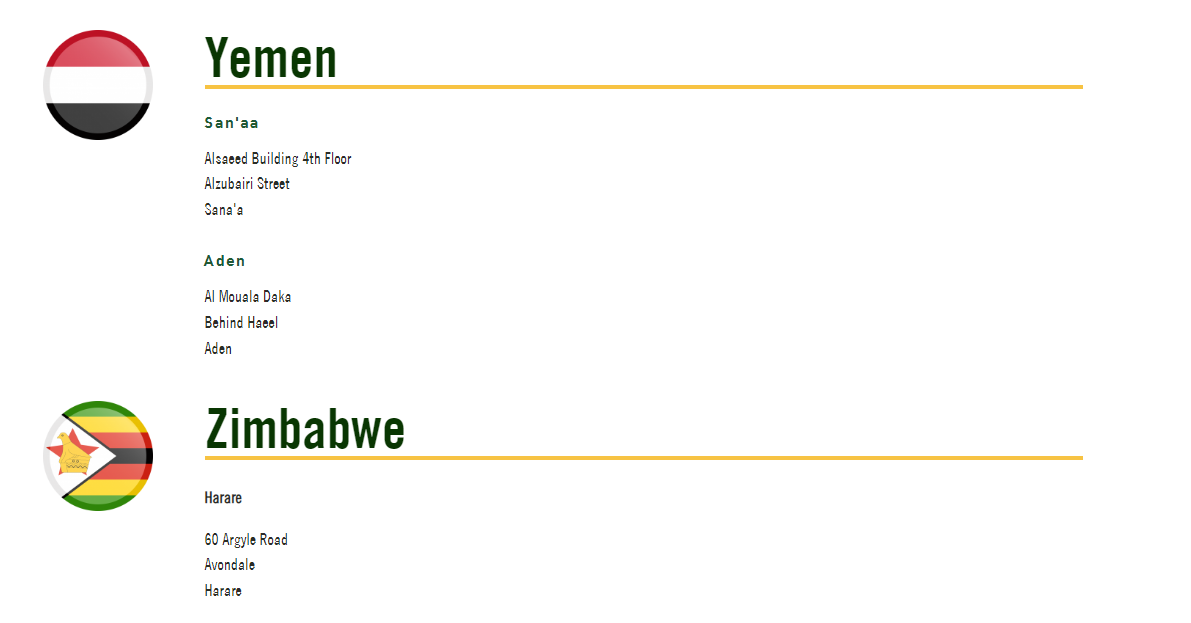 Yemen
San'aa
Alsaeed Building 4th Floor
Alzubairi Street
Sana'a
Aden
Al Mouala Daka
Behind Haeel
Aden
Zimbabwe
Harare
60 Argyle Road
Avondale
Harare